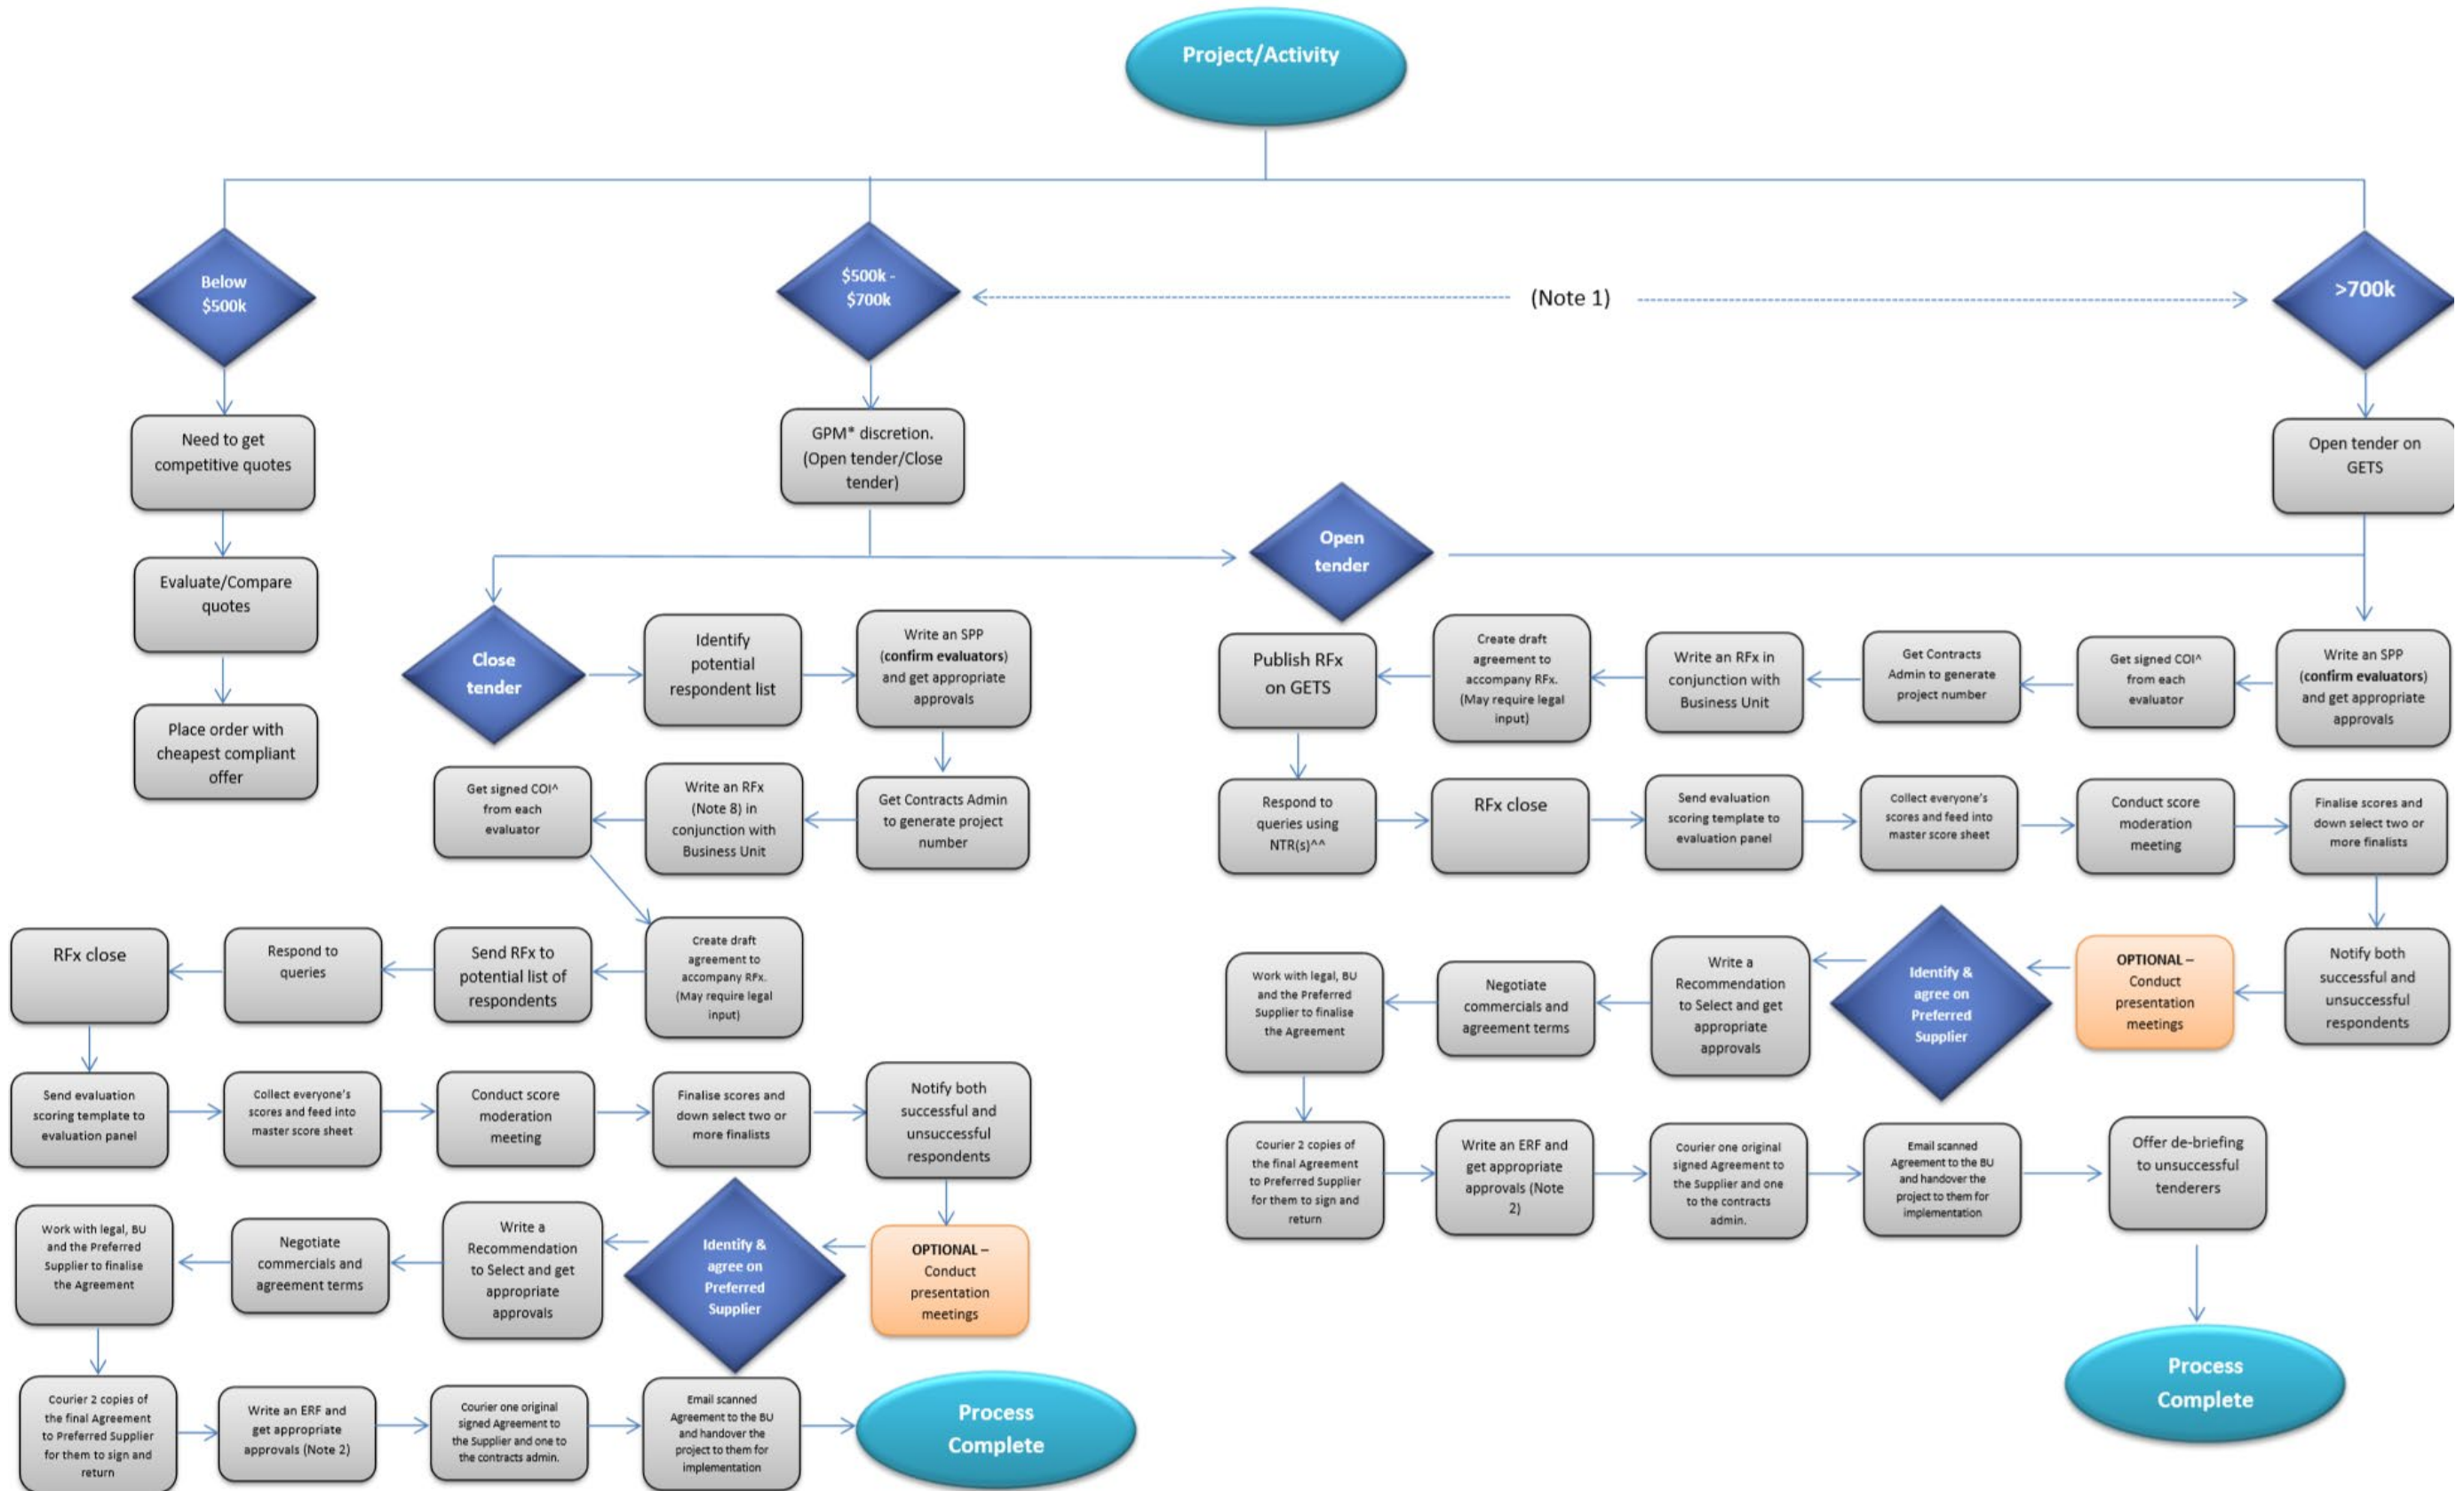 Project/Activity
Below
$500k
$500k -
$700k
(Note 1)
>700k
Need to get
competitive quotes
GPM* discretion.
(Open tender/Close
tender)
Open tender on
GETS
Evaluate/Compare
quotes
Open
tender
Place order with
cheapest compliant
offer
Close
tender
Identify
potential
respondent list
Write an SPP
(confirm evaluators)
and get appropriate
approvals
Get signed COI^
from each
evaluator
Write an RFx
(Note 8) in
conjunction with
Business Unit
Get Contracts Admin
to generate project
number
RFx close
Respond to
queries
Send RFx to
potential list of
respondents
Create draft
agreement to
accompany RFx.
(May require legal
input)
Send evaluation
scoring template to
evaluation panel
Collect everyone's
scores and feed into
master score sheet
Conduct score
moderation
meeting
Finalise scores and
down select two or
more finalists
Notify both
successful and
unsuccessful
respondents
Work with legal, BU
and the Preferred
Supplier to finalise
the Agreement
Negotiate
commercials and
agreement terms
Write a
Recommendation
to Select and get
appropriate
approvals
Identify &
agree on
Preferred
Supplier
OPTIONAL –
Conduct
presentation
meetings
Courier 2 copies of
the final Agreement
to Preferred Supplier
for them to sign and
return
Write an ERF and
get appropriate
approvals (Note 2)
Courier one original
signed Agreement to
the Supplier and one to
the contracts admin.
Email scanned
Agreement to the BU
and handover the
project to them for
implementation
Process
Complete
Publish RFx
on GETS
Create draft
agreement to
accompany RFx.
(May require legal
input)
Write an RFx in
conjunction with
Business Unit
Get Contracts
Admin to generate
project number
Get signed COI^
from each
evaluator
Write an SPP
(confirm evaluators)
and get appropriate
approvals
Respond to
queries using
NTR(s)^^
RFx close
Send evaluation
scoring template to
evaluation panel
Collect everyone's
scores and feed into
master score sheet
Conduct score
moderation
meeting
Finalise scores and
down select two or
more finalists
Work with legal, BU
and the Preferred
Supplier to finalise
the Agreement
Negotiate
commercials and
agreement terms
Write a
Recommendation
to Select and get
appropriate
approvals
Identify &
agree on
Preferred
Supplier
OPTIONAL –
Conduct
presentation
meetings
Notify both
successful and
unsuccessful
respondents
Courier 2 copies of
the final Agreement
to Preferred Supplier
for them to sign and
return
Write an ERF and
get appropriate
approvals (Note
2)
Courier one original
signed Agreement to
the Supplier and one
to the contracts
admin.
Email scanned
Agreement to the BU
and handover the
project to them for
implementation
Offer de-briefing
to unsuccessful
tenderers
Process
Complete